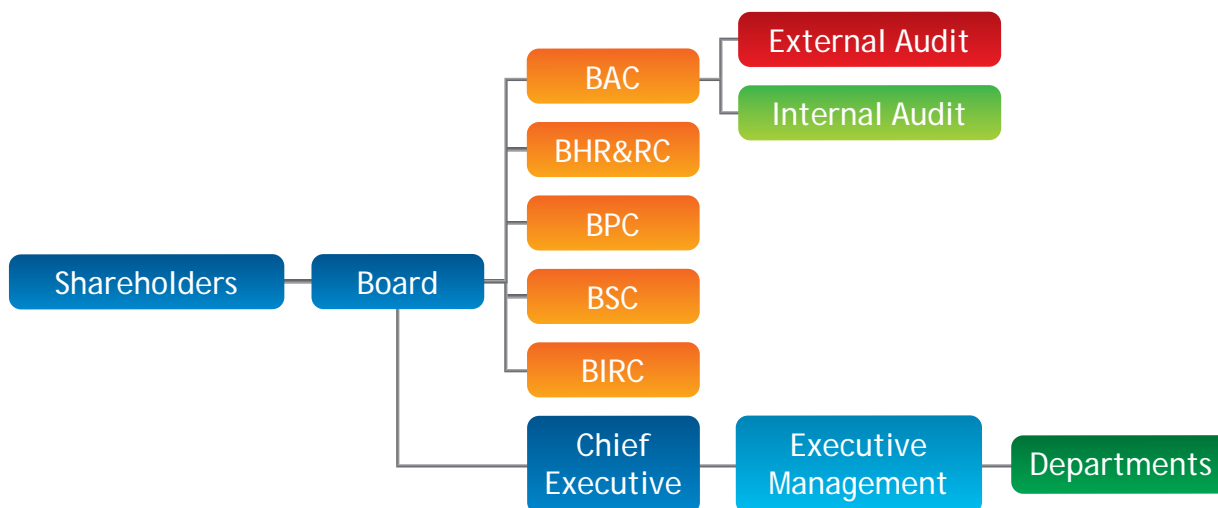 External Audit
BAC
Internal Audit
BHR&RC
BPC
Shareholders
Board
BSC
BIRC
Chief
Executive
Executive
Management
Departments